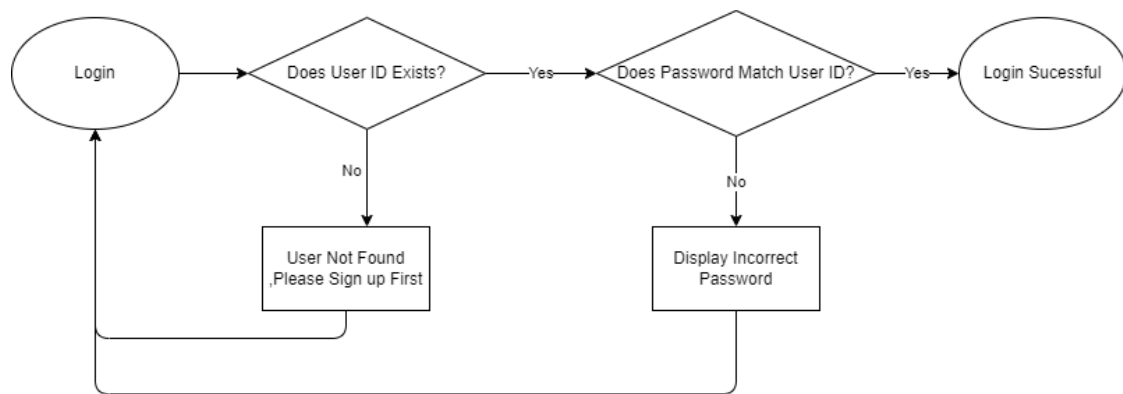 Login
Does User ID Exists?
Yes
Does Password Match User ID?
Yes
Login Sucessful
No
No
User Not Found
,Please Sign up First
Display Incorrect
Password